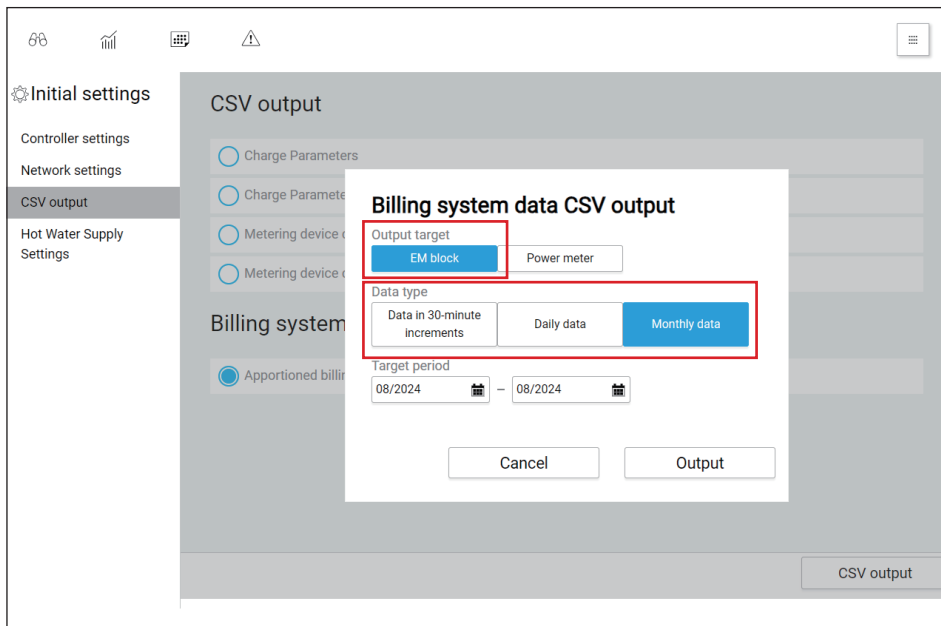 Initial settings
Controller settings
Network settings
CSV output
Hot Water Supply
Settings
CSV output
Charge Parameters
Charge
Metering device
Metering device
Billing system
Apportioned
Billing system data CSV output
Output target
EM block
Power meter
Data type
Data in 30-minute
increments
Daily data
Monthly data
Target period
08/2024
–
08/2024
Cancel
Output
CSV output